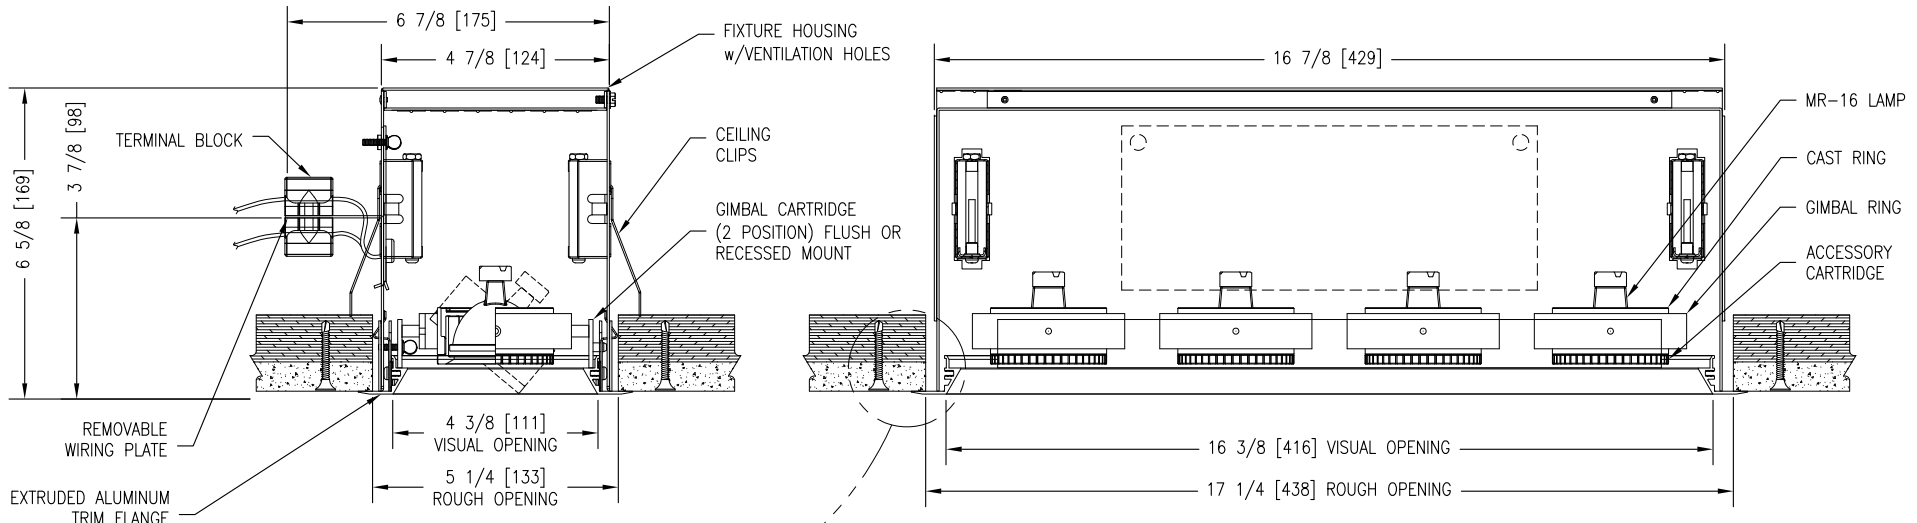 6 7/8 [175]
4 7/8 [124]
FIXTURE HOUSING
w/VENTILATION HOLES
TERMINAL BLOCK
3 7/8 [98]
6 5/8 [169]
CEILING
CLIPS
GIMBAL CARTRIDGE
(2 POSITION) FLUSH OR
RECESSED MOUNT
REMOVABLE
WIRING PLATE
4 3/8 [111]
VISUAL OPENING
5 1/4 [133]
ROUGH OPENING
EXTRUDED ALUMINUM
TRIM FLANGE
16 7/8 [429]
MR-16 LAMP
CAST RING
GIMBAL RING
ACCESSORY
CARTRIDGE
16 3/8 [416] VISUAL OPENING
17 1/4 [438] ROUGH OPENING